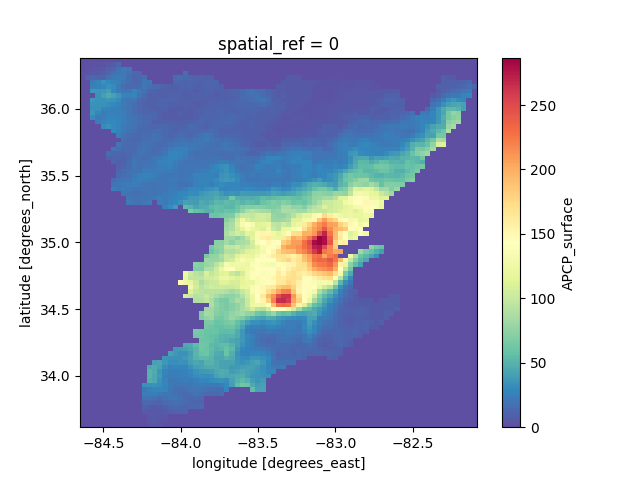 spatial_ref = 0
36.0
35.5
35.0
34.5
34.0
latitude [degrees_north]
−84.5 −84.0 −83.5 −83.0 −82.5
longitude [degrees_east]
250
200
150
100
50
0
APCP_surface